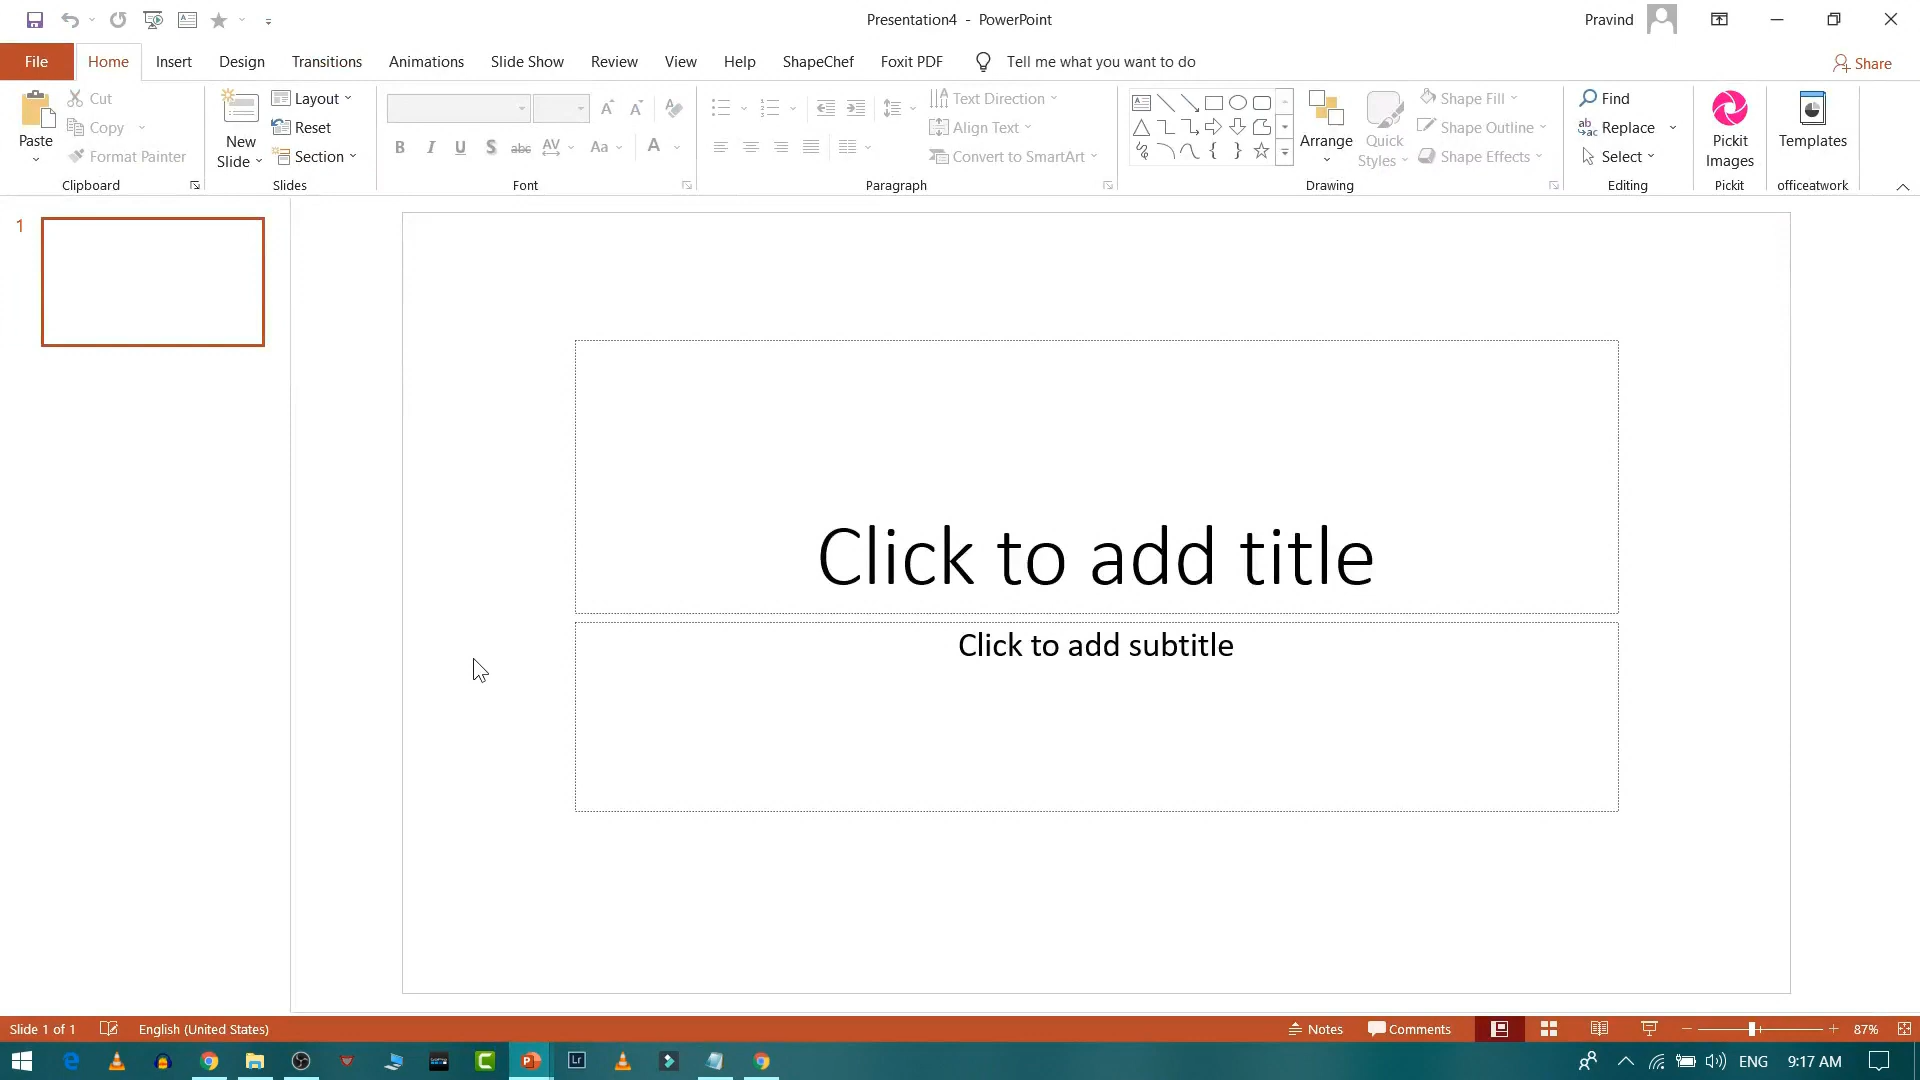 Presentation4 - PowerPoint
Pravind
File Home Insert Design Transitions Animations Slide Show Review View Help ShapeChef Foxit PDF Tell me what you want to do Share
Paste
Cut
Copy
Format Painter
Clipboard
New
Slide
Layout
Reset
Section
Slides
B I U S abc AV Aa A
Font
Text Direction
Align Text
Convert to SmartArt
Paragraph
Arrange
Quick
Styles
Shape Fill
Shape Outline
Shape Effects
Drawing
Find
Replace
Select
Editing
Pickit
Images
Pickit
Templates
officeatwork
1
Click to add title
Click to add subtitle
Slide 1 of 1 English (United States) Notes Comments 87%
Lr ENG 9:17 AM